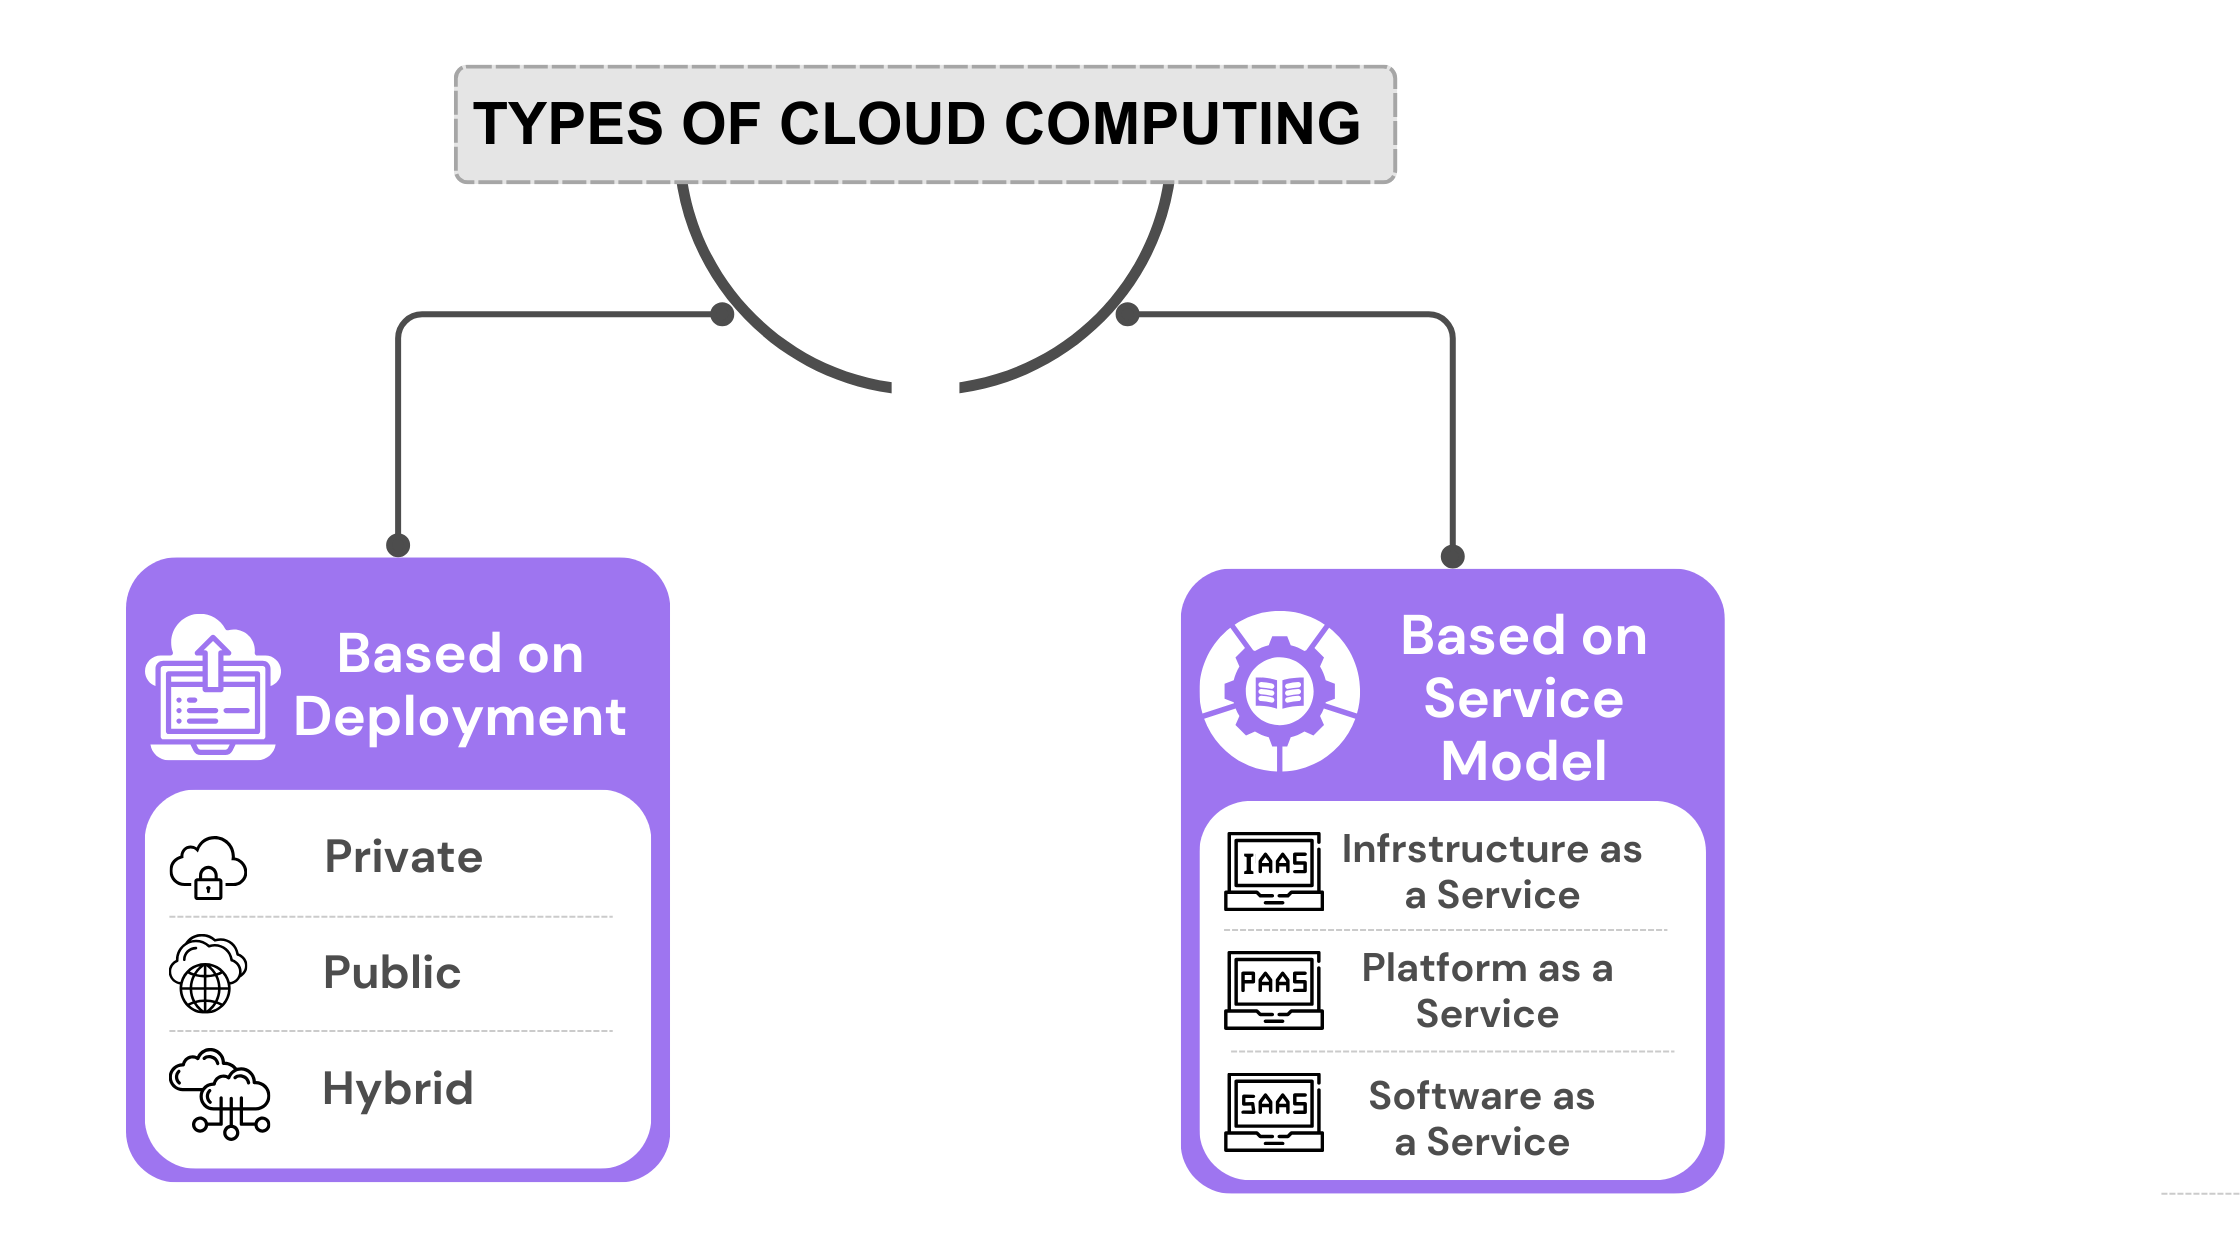 TYPES OF CLOUD COMPUTING
Based on
Deployment
Private
Public
Hybrid
Based on
Service
Model
IAAS
Infrstructure as
a Service
PAAS
Platform as a
Service
SAAS
Software as
a Service